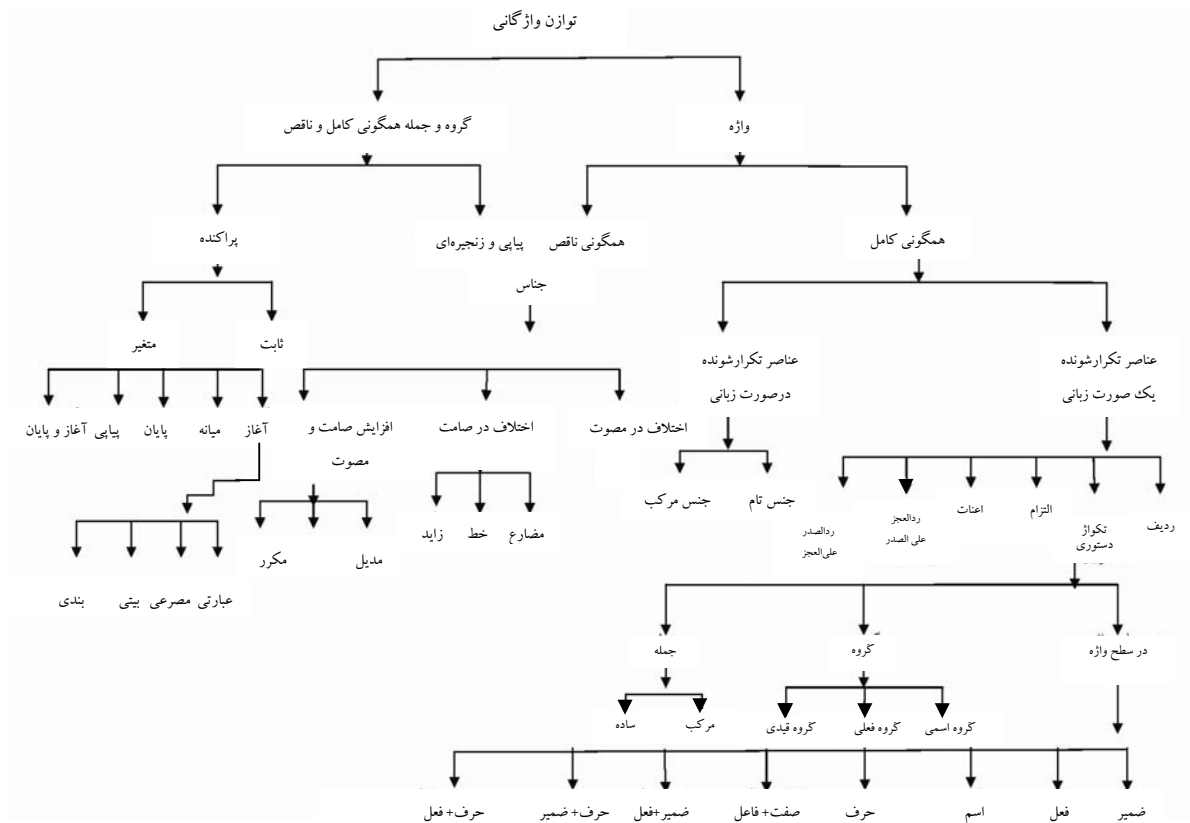 توازن واژگانی
واژه
گروه و جمله همگونی کامل و ناقص
همگونی کامل
همگونی ناقص
پیاپی و زنجیره‌ای
پراکنده
جناس
ثابت
متغیر
عناصر تکرارشونده
یک صورت زبانی
عناصر تکرارشونده
درصورت زبانی
اختلاف در مصوت
اختلاف در صامت
افزایش صامت و
مصوت
آغاز
میانه
پایان
پیاپی
آغاز و پایان
جنس تام
جنس مرکب
ردیف
تکواژ
دستوری
التزام
اعنات
ردالعجز
علی الصدر
ردالصدر
علی‌العجز
مضارع
خط
زاید
مدیل
مکرر
عبارتی
مصرعی
بیتی
بندی
در سطح واژه
گروه
جمله
گروه اسمی
گروه فعلی
گروه قیدی
مرکب
ساده
ضمیر
فعل
اسم
حرف
صفت+ فاعل
ضمیر+فعل
حرف+ ضمیر
حرف+ فعل